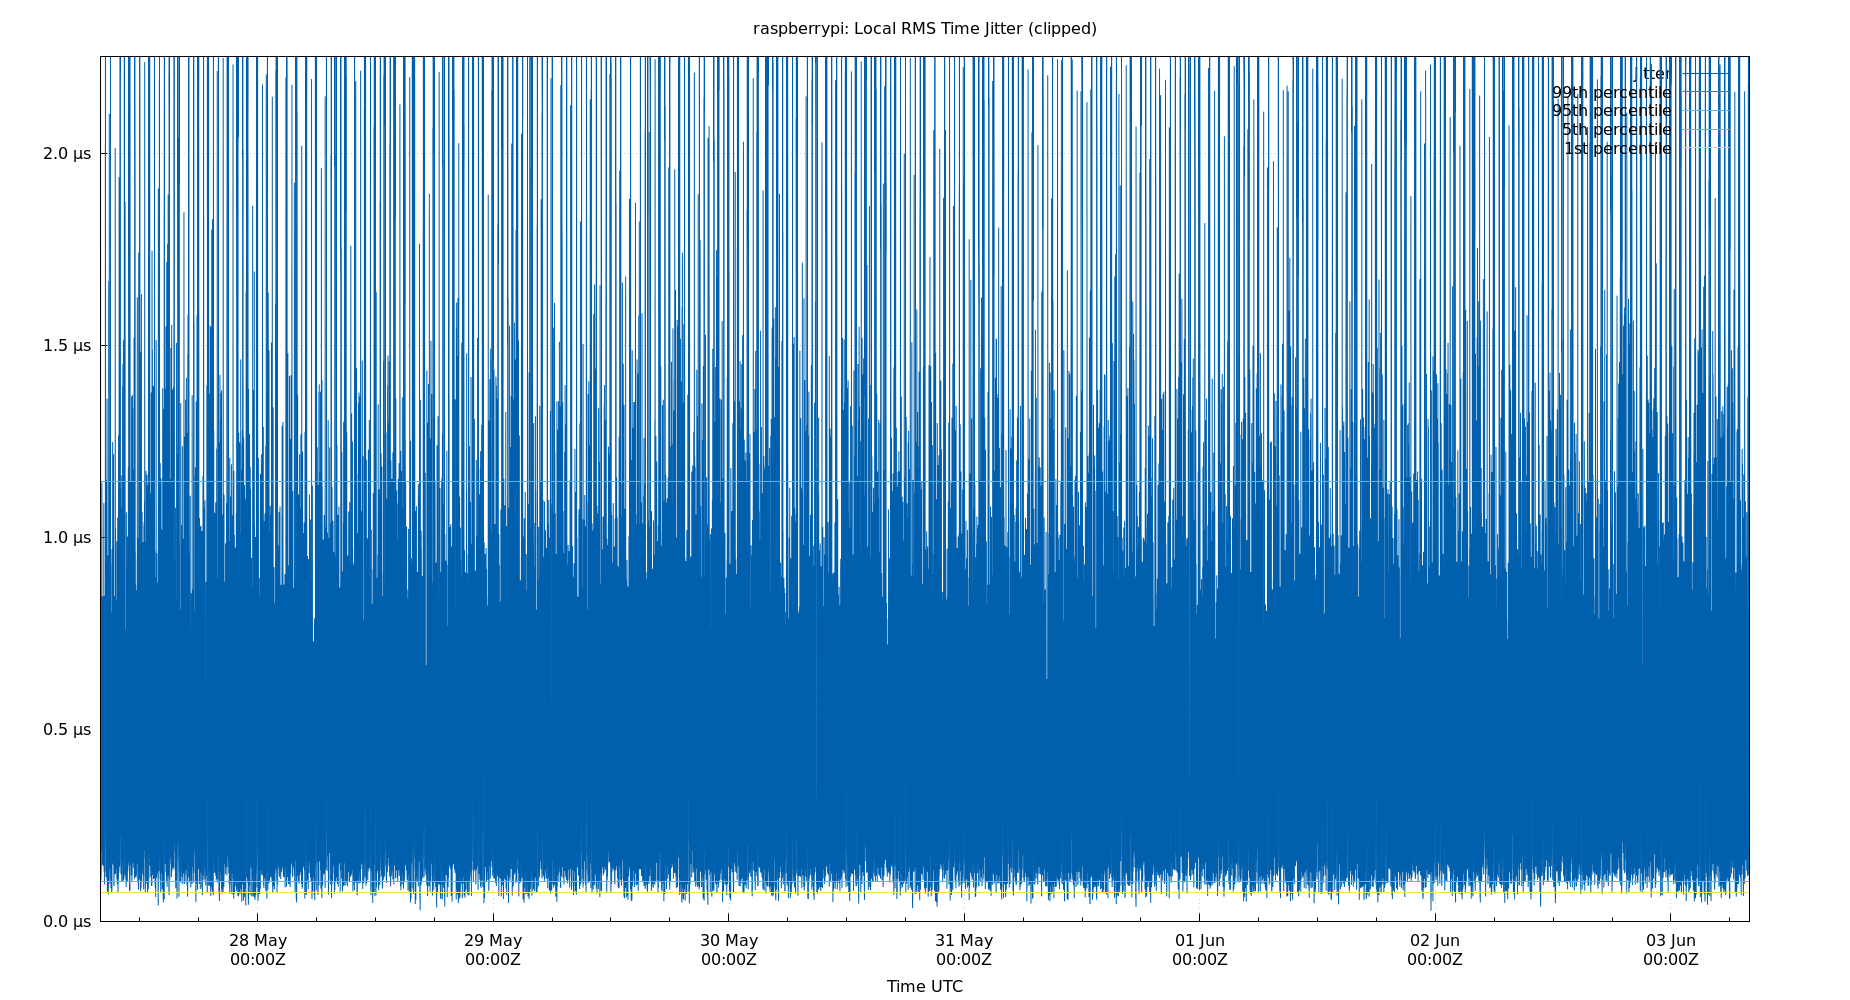 raspberrypi: Local RMS Time Jitter (clipped)
jitter
99th percentile
95th percentile
5th percentile
1st percentile
2.0 μs
1.5 μs
1.0 μs
0.5 μs
0.0 μs
28 May
00:00Z
29 May
00:00Z
30 May
00:00Z
31 May
00:00Z
01 Jun
00:00Z
02 Jun
00:00Z
03 Jun
00:00Z
Time UTC